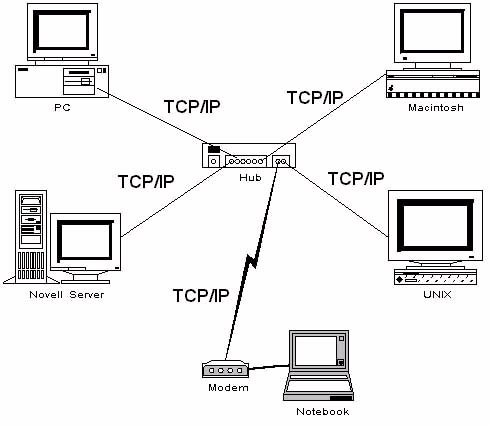 PC
TCP/IP
TCP/IP
Macintosh
Hub
TCP/IP
TCP/IP
Novell Server
UNIX
TCP/IP
Modem
Notebook